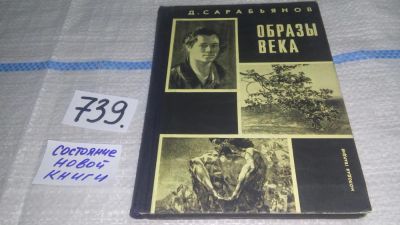 Д. САРАБЬЯНОВ
ОБРАЗЫ
ВЕКА
739.
СОСТОЯНИЕ
НОВОЙ
КНИГИ
МОЛОДАЯ ГВАРДИЯ